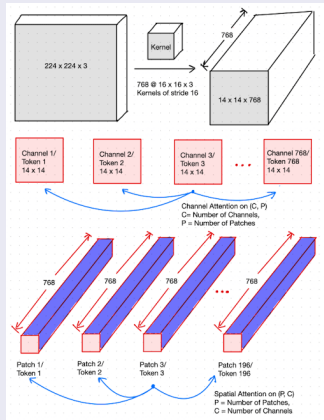 768
Kernel
224 x 224 x 3
768 @ 16 x 16 x 3
Kernels of stride 16
14 x 14 x 768
Channel 1/
Token 1
14 x 14
Channel 2/
Token 2
14 x 14
Channel 3/
Token 3
14 x 14
Channel 768/
Token 768
14 x 14
Channel Attention on (C, P)
C= Number of Channels,
P = Number of Patches
768
768
768
768
Patch 1/
Token 1
Patch 2/
Token 2
Patch 3/
Token 3
Patch 196/
Token 196
Spatial Attention on (P, C)
P = Number of Patches,
C = Number of Channels